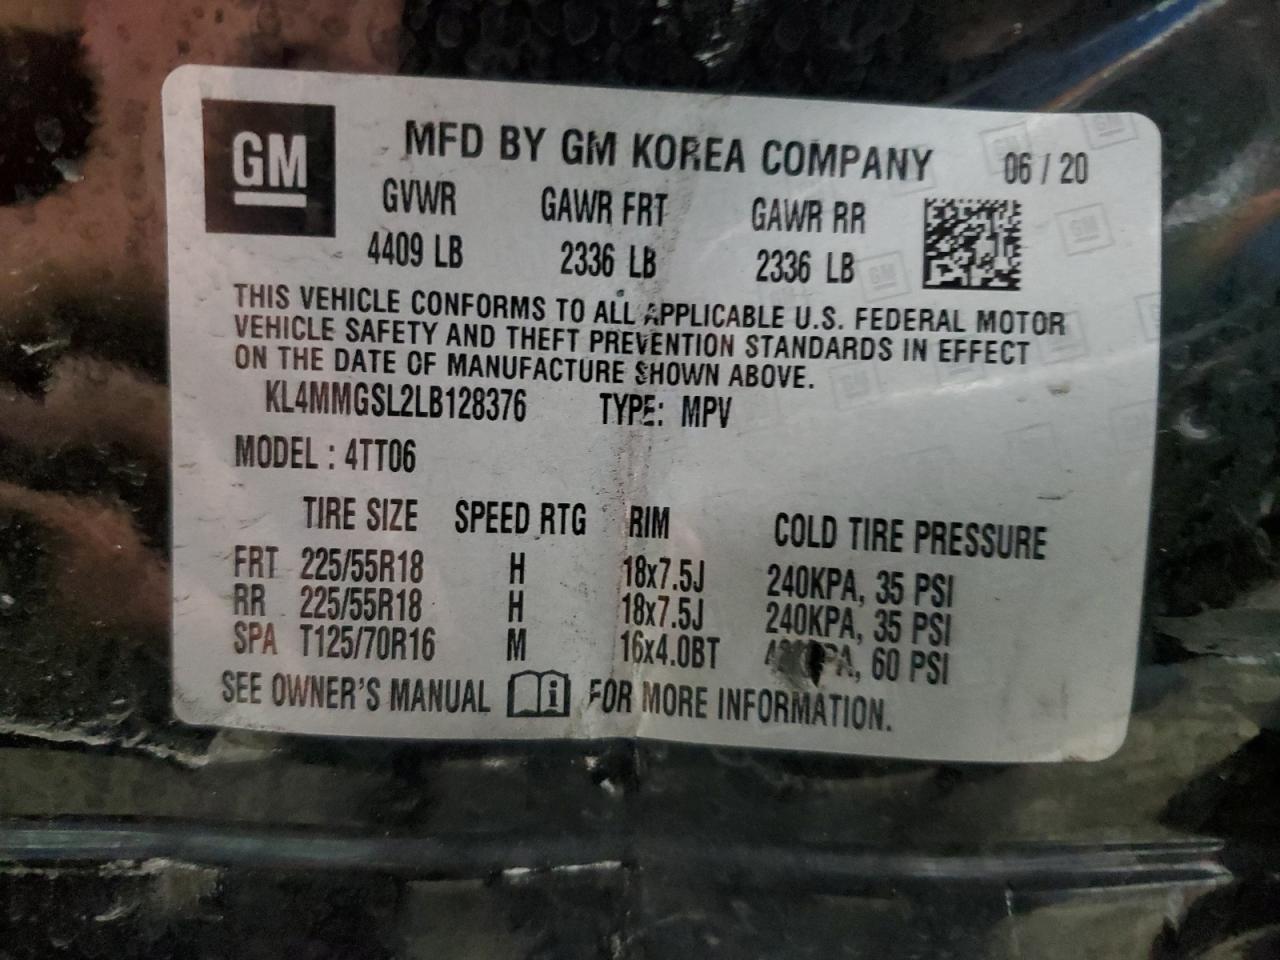 GM
MFD BY GM KOREA COMPANY 06 / 20
GVWR GAWR FRT GAWR RR
4409 LB 2336 LB 2336 LB
THIS VEHICLE CONFORMS TO ALL APPLICABLE U.S. FEDERAL MOTOR
VEHICLE SAFETY AND THEFT PREVENTION STANDARDS IN EFFECT
ON THE DATE OF MANUFACTURE SHOWN ABOVE.
KL4MMGSL2LB128376 TYPE: MPV
MODEL : 4TT06
TIRE SIZE SPEED RTG RIM COLD TIRE PRESSURE
FRT 225/55R18 H 18x7.5J 240KPA, 35 PSI
RR 225/55R18 H 18x7.5J 240KPA, 35 PSI
SPA T125/70R16 M 16x4.0BT 60 PSI
SEE OWNER'S MANUAL i FOR MORE INFORMATION.